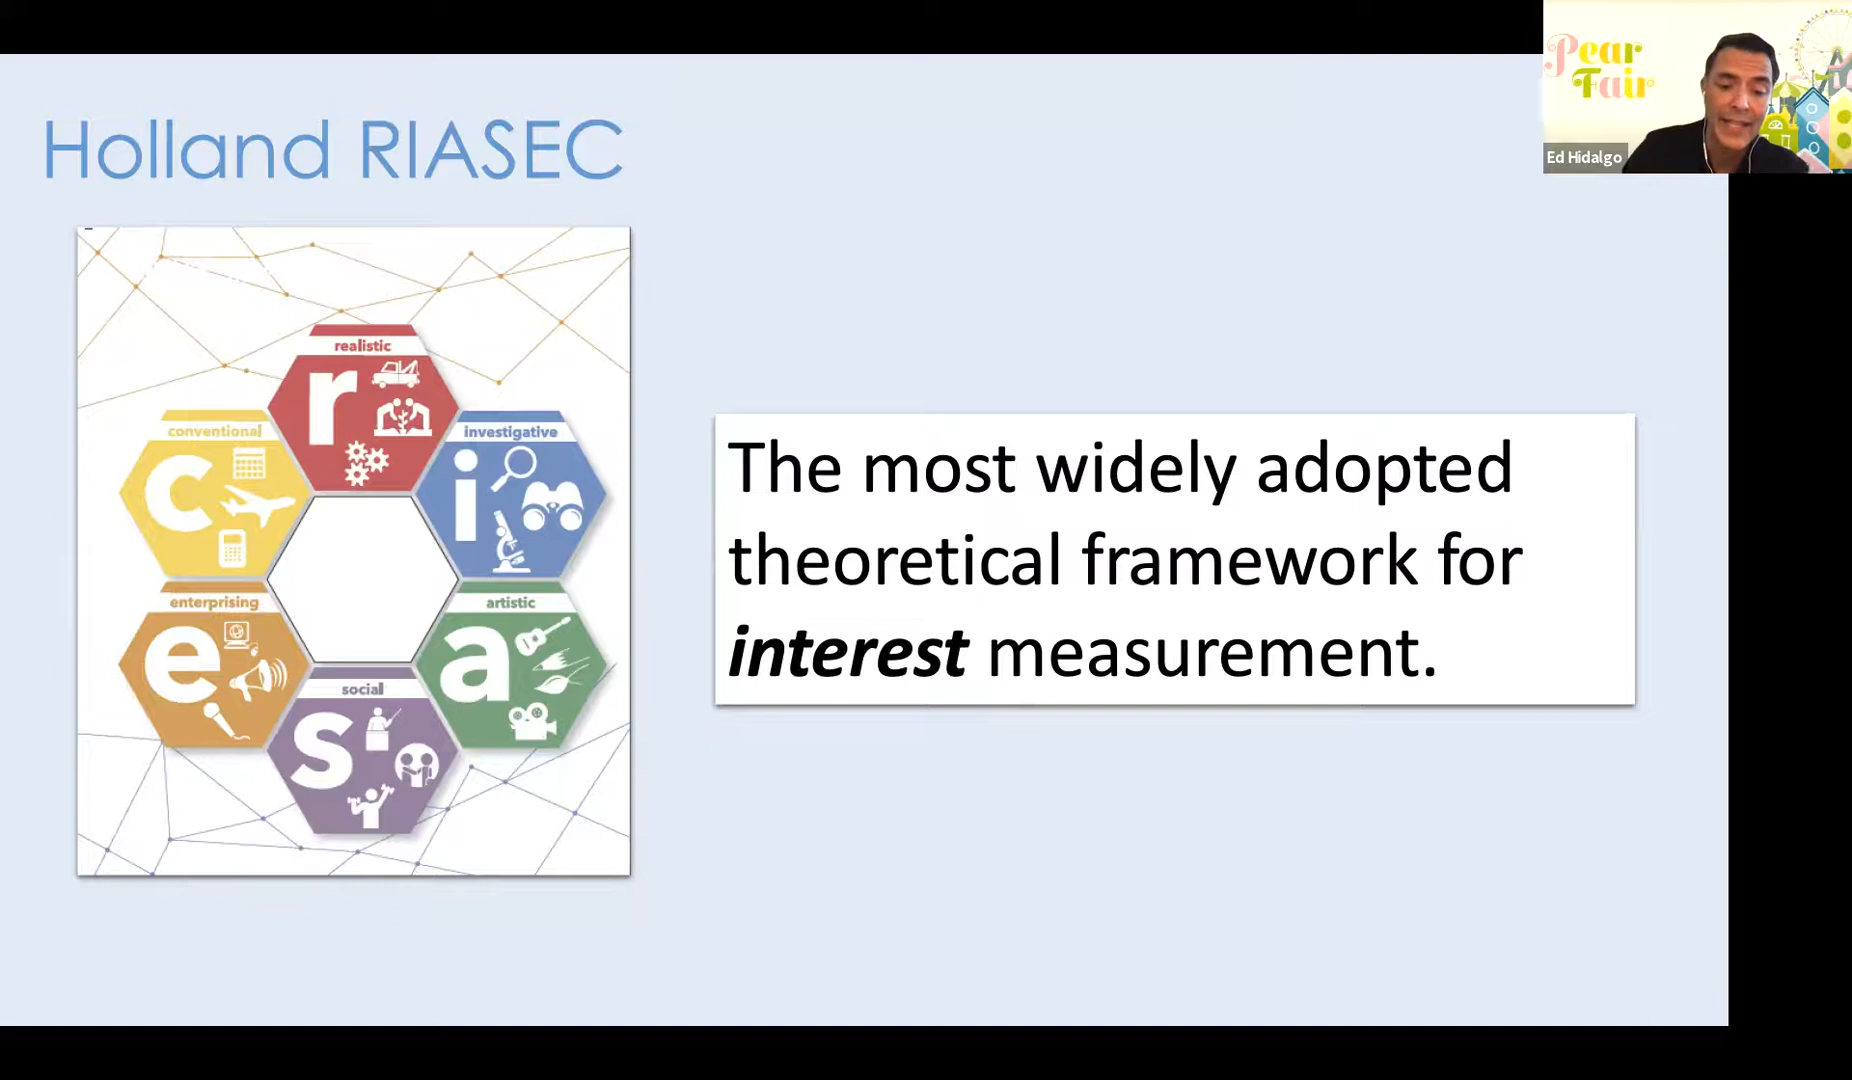 Pear
Fair
Ed Hidalgo
Holland RIASEC
realistic
r
conventional
c
investigative
i
enterprising
e
artistic
a
social
s
The most widely adopted
theoretical framework for
interest measurement.